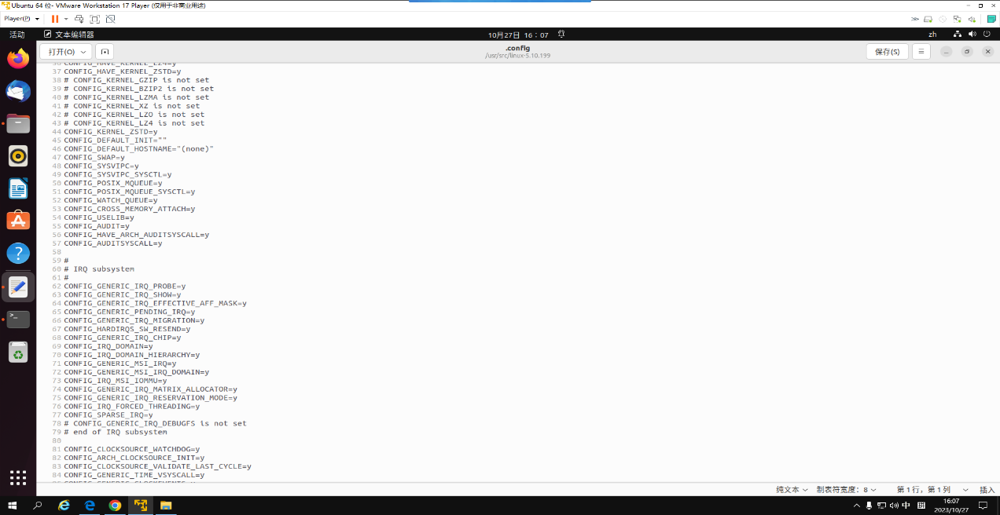 Ubuntu 64 位- VMware Workstation 17 Player (仅用于非商业用途)
Player(P)
活动
文本编辑器
10月27日 16：07
zh
打开(O)
.config
/usr/src/linux-5.10.199
保存(S)
36 CONFIG_HAVE_KERNEL_LZ4=y
37 CONFIG_HAVE_KERNEL_ZSTD=y
38 # CONFIG_KERNEL_GZIP is not set
39 # CONFIG_KERNEL_BZIP2 is not set
40 # CONFIG_KERNEL_LZMA is not set
41 # CONFIG_KERNEL_XZ is not set
42 # CONFIG_KERNEL_LZO is not set
43 # CONFIG_KERNEL_LZ4 is not set
44 CONFIG_KERNEL_ZSTD=y
45 CONFIG_DEFAULT_INIT=""
46 CONFIG_DEFAULT_HOSTNAME="(none)"
47 CONFIG_SWAP=y
48 CONFIG_SYSVIPC=y
49 CONFIG_SYSVIPC_SYSCTL=y
50 CONFIG_POSIX_MQUEUE=y
51 CONFIG_POSIX_MQUEUE_SYSCTL=y
52 CONFIG_WATCH_QUEUE=y
53 CONFIG_CROSS_MEMORY_ATTACH=y
54 CONFIG_USELIB=y
55 CONFIG_AUDIT=y
56 CONFIG_HAVE_ARCH_AUDITSYSCALL=y
57 CONFIG_AUDITSYSCALL=y
58
59 #
60 # IRQ subsystem
61 #
62 CONFIG_GENERIC_IRQ_PROBE=y
63 CONFIG_GENERIC_IRQ_SHOW=y
64 CONFIG_GENERIC_IRQ_EFFECTIVE_AFF_MASK=y
65 CONFIG_GENERIC_PENDING_IRQ=y
66 CONFIG_GENERIC_IRQ_MIGRATION=y
67 CONFIG_HARDIRQS_SW_RESEND=y
68 CONFIG_GENERIC_IRQ_CHIP=y
69 CONFIG_IRQ_DOMAIN=y
70 CONFIG_IRQ_DOMAIN_HIERARCHY=y
71 CONFIG_GENERIC_MSI_IRQ=y
72 CONFIG_GENERIC_MSI_IRQ_DOMAIN=y
73 CONFIG_IRQ_MSI_IOMMU=y
74 CONFIG_GENERIC_IRQ_MATRIX_ALLOCATOR=y
75 CONFIG_GENERIC_IRQ_RESERVATION_MODE=y
76 CONFIG_IRQ_FORCED_THREADING=y
77 CONFIG_SPARSE_IRQ=y
78 # CONFIG_GENERIC_IRQ_DEBUGFS is not set
79 # end of IRQ subsystem
80
81 CONFIG_CLOCKSOURCE_WATCHDOG=y
82 CONFIG_ARCH_CLOCKSOURCE_INIT=y
83 CONFIG_CLOCKSOURCE_VALIDATE_LAST_CYCLE=y
84 CONFIG_GENERIC_TIME_VSYSCALL=y
纯文本 制表符宽度：8 第 1 行，第 1 列 插入
中
16:07
2023/10/27